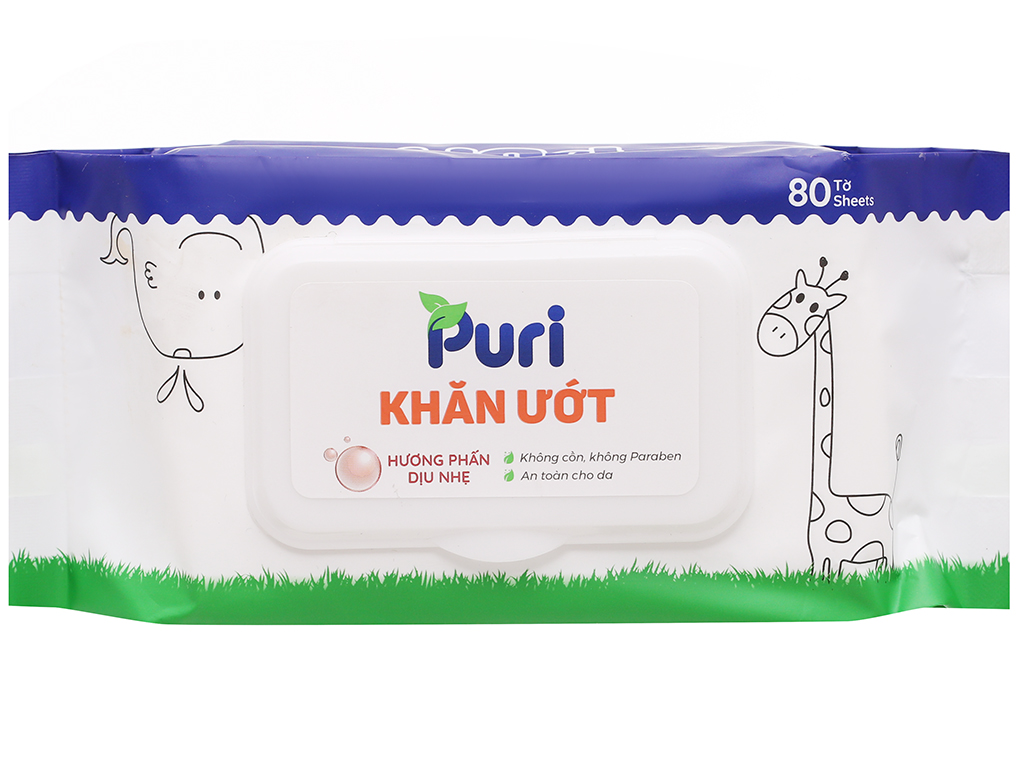 80 Tờ
Sheets
Puri
KHĂN ƯỚT
HƯƠNG PHẤN
DỊU NHẸ
Không cồn, không Paraben
An toàn cho da